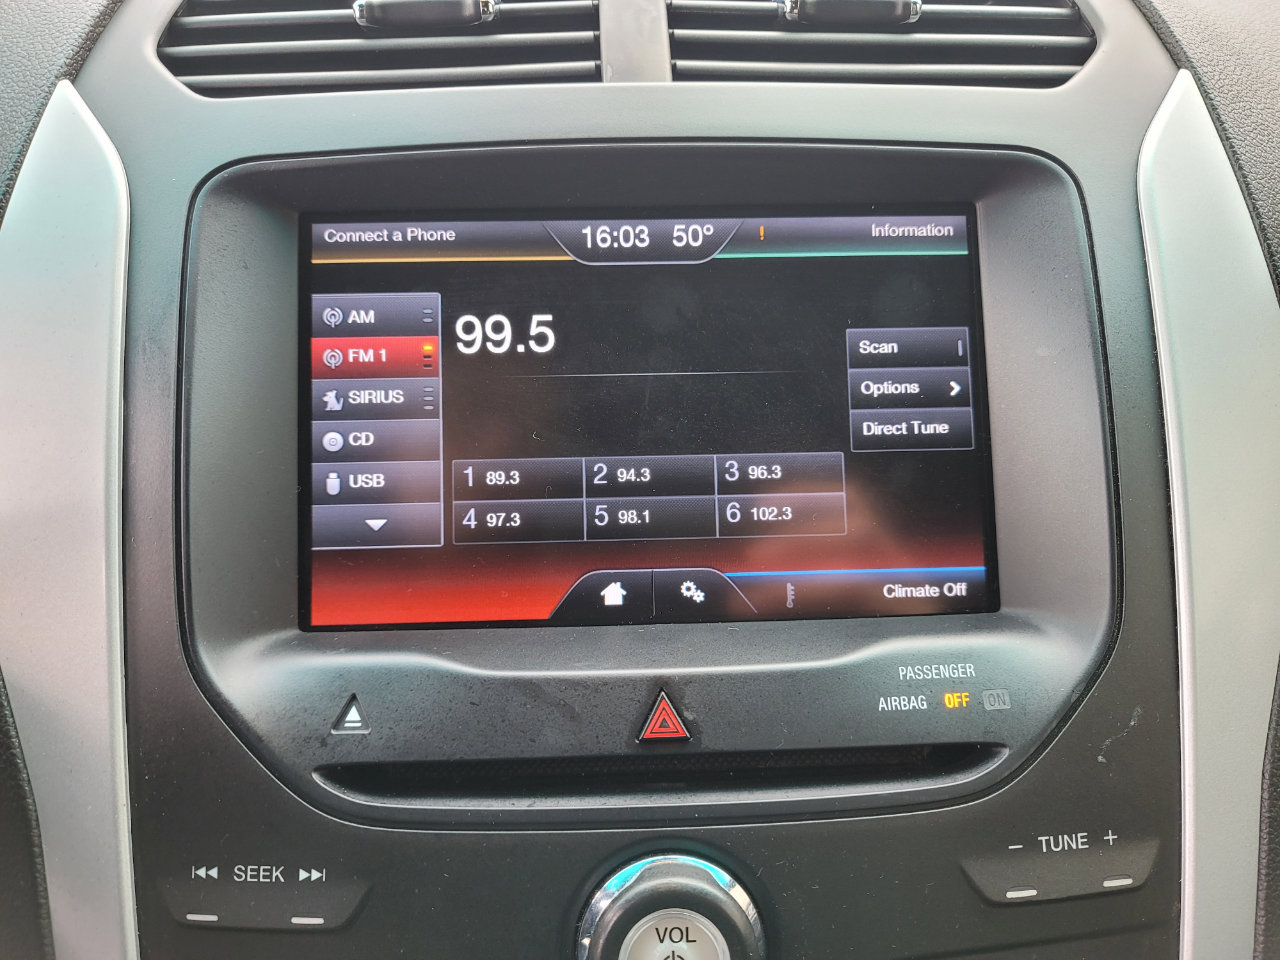 Connect a Phone
16:03 50°
!
Information
AM
FM 1
SIRIUS
CD
USB
99.5
Scan
Options
Direct Tune
1 89.3
2 94.3
3 96.3
4 97.3
5 98.1
6 102.3
Climate Off
PASSENGER
AIRBAG OFF ON
SEEK
- TUNE +
VOL